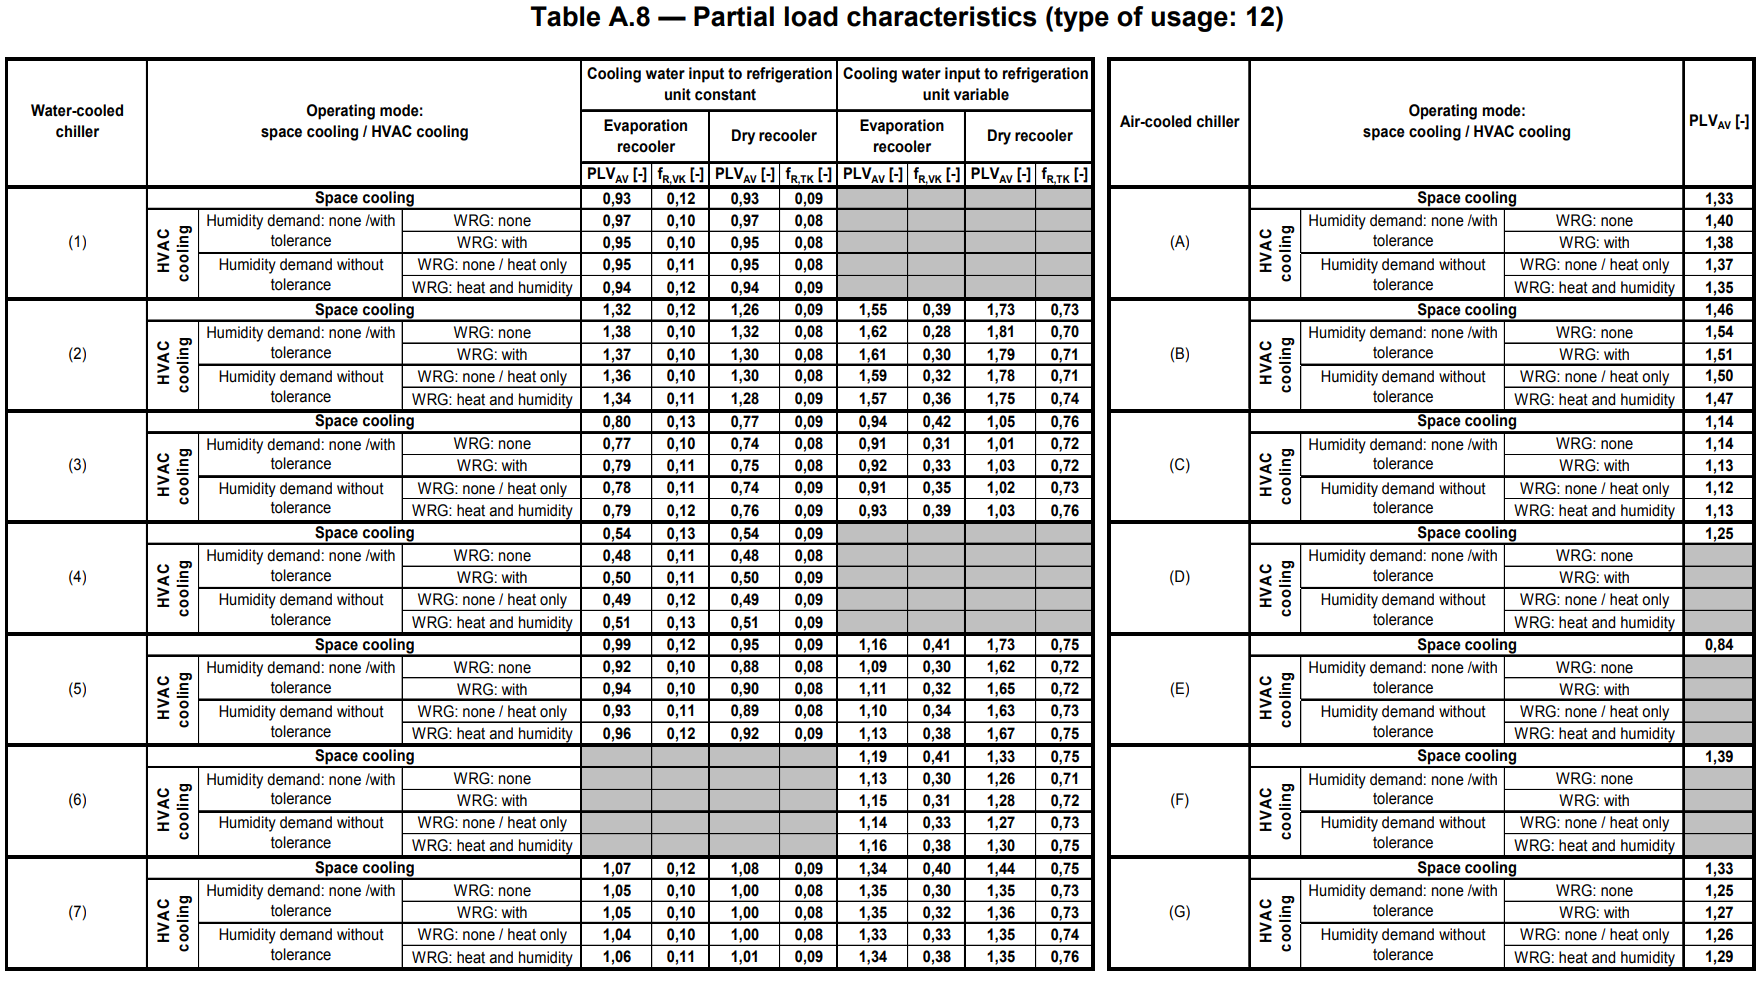 Table A.8 — Partial load characteristics (type of usage: 12)
Water-cooled chiller
Operating mode: space cooling / HVAC cooling
Cooling water input to refrigeration unit constant
Cooling water input to refrigeration unit variable
Evaporation recooler
Dry recooler
Evaporation recooler
Dry recooler
PLVAV [-] fR,VK [-] PLVAV [-] fR,TK [-] PLVAV [-] fR,VK [-] PLVAV [-] fR,TK [-]
(1)
Space cooling 0,93 0,12 0,93 0,09
HVAC cooling
Humidity demand: none /with tolerance
WRG: none 0,97 0,10 0,97 0,08
WRG: with 0,95 0,10 0,95 0,08
Humidity demand without tolerance
WRG: none / heat only 0,95 0,11 0,95 0,08
WRG: heat and humidity 0,94 0,12 0,94 0,09
(2)
Space cooling 1,32 0,12 1,26 0,09 1,55 0,39 1,73 0,73
HVAC cooling
Humidity demand: none /with tolerance
WRG: none 1,38 0,10 1,32 0,08 1,62 0,28 1,81 0,70
WRG: with 1,37 0,10 1,30 0,08 1,61 0,30 1,79 0,71
Humidity demand without tolerance
WRG: none / heat only 1,36 0,10 1,30 0,08 1,59 0,32 1,78 0,71
WRG: heat and humidity 1,34 0,11 1,28 0,09 1,57 0,36 1,75 0,74
(3)
Space cooling 0,80 0,13 0,77 0,09 0,94 0,42 1,05 0,76
HVAC cooling
Humidity demand: none /with tolerance
WRG: none 0,77 0,10 0,74 0,08 0,91 0,31 1,01 0,72
WRG: with 0,79 0,11 0,75 0,08 0,92 0,33 1,03 0,72
Humidity demand without tolerance
WRG: none / heat only 0,78 0,11 0,74 0,09 0,91 0,35 1,02 0,73
WRG: heat and humidity 0,79 0,12 0,76 0,09 0,93 0,39 1,03 0,76
(4)
Space cooling 0,54 0,13 0,54 0,09
HVAC cooling
Humidity demand: none /with tolerance
WRG: none 0,48 0,11 0,48 0,08
WRG: with 0,50 0,11 0,50 0,09
Humidity demand without tolerance
WRG: none / heat only 0,49 0,12 0,49 0,09
WRG: heat and humidity 0,51 0,13 0,51 0,09
(5)
Space cooling 0,99 0,12 0,95 0,09 1,16 0,41 1,73 0,75
HVAC cooling
Humidity demand: none /with tolerance
WRG: none 0,92 0,10 0,88 0,08 1,09 0,30 1,62 0,72
WRG: with 0,94 0,10 0,90 0,08 1,11 0,32 1,65 0,72
Humidity demand without tolerance
WRG: none / heat only 0,93 0,11 0,89 0,08 1,10 0,34 1,63 0,73
WRG: heat and humidity 0,96 0,12 0,92 0,09 1,13 0,38 1,67 0,75
(6)
Space cooling 1,19 0,41 1,33 0,75
HVAC cooling
Humidity demand: none /with tolerance
WRG: none 1,13 0,30 1,26 0,71
WRG: with 1,15 0,31 1,28 0,72
Humidity demand without tolerance
WRG: none / heat only 1,14 0,33 1,27 0,73
WRG: heat and humidity 1,16 0,38 1,30 0,75
(7)
Space cooling 1,07 0,12 1,08 0,09 1,34 0,40 1,44 0,75
HVAC cooling
Humidity demand: none /with tolerance
WRG: none 1,05 0,10 1,00 0,08 1,35 0,30 1,35 0,73
WRG: with 1,05 0,10 1,00 0,08 1,35 0,32 1,36 0,73
Humidity demand without tolerance
WRG: none / heat only 1,04 0,10 1,00 0,08 1,33 0,33 1,35 0,74
WRG: heat and humidity 1,06 0,11 1,01 0,09 1,34 0,38 1,35 0,76
Air-cooled chiller
Operating mode: space cooling / HVAC cooling
PLVAV [-]
(A)
Space cooling 1,33
HVAC cooling
Humidity demand: none /with tolerance
WRG: none 1,40
WRG: with 1,38
Humidity demand without tolerance
WRG: none / heat only 1,37
WRG: heat and humidity 1,35
(B)
Space cooling 1,46
HVAC cooling
Humidity demand: none /with tolerance
WRG: none 1,54
WRG: with 1,51
Humidity demand without tolerance
WRG: none / heat only 1,50
WRG: heat and humidity 1,47
(C)
Space cooling 1,14
HVAC cooling
Humidity demand: none /with tolerance
WRG: none 1,14
WRG: with 1,13
Humidity demand without tolerance
WRG: none / heat only 1,12
WRG: heat and humidity 1,13
(D)
Space cooling 1,25
HVAC cooling
Humidity demand: none /with tolerance
WRG: none
WRG: with
Humidity demand without tolerance
WRG: none / heat only
WRG: heat and humidity
(E)
Space cooling 0,84
HVAC cooling
Humidity demand: none /with tolerance
WRG: none
WRG: with
Humidity demand without tolerance
WRG: none / heat only
WRG: heat and humidity
(F)
Space cooling 1,39
HVAC cooling
Humidity demand: none /with tolerance
WRG: none
WRG: with
Humidity demand without tolerance
WRG: none / heat only
WRG: heat and humidity
(G)
Space cooling 1,33
HVAC cooling
Humidity demand: none /with tolerance
WRG: none 1,25
WRG: with 1,27
Humidity demand without tolerance
WRG: none / heat only 1,26
WRG: heat and humidity 1,29